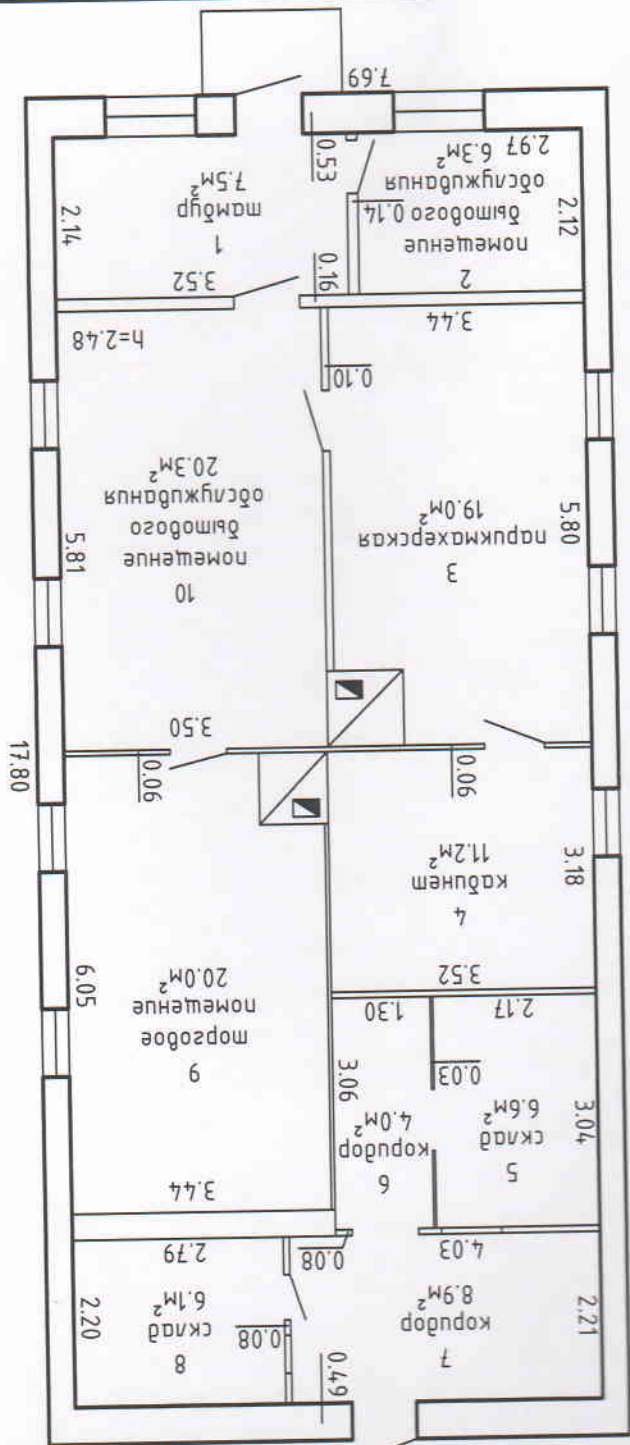 0.49
7
коридор
8.9м²
2.21
4.03
0.08
8
склад
6.1м²
2.20
0.08
2.79
5
склад
6.6м²
3.04
2.17
0.03
6
коридор
4.0м²
1.30
3.06
3.44
9
торговое
помещение
20.0м²
6.05
3.52
4
кабинет
11.2м²
3.18
0.06
0.06
17.80
3.50
3
парикмахерская
19.0м²
5.80
3.44
0.10
10
помещение
бытового
обслуживания
20.3м²
5.81
h=2.48
2
помещение
бытового
обслуживания
2.97 6.3м²
2.12
0.14
0.16
3.52
1
тамбур
7.5м²
2.14
0.53
7.69